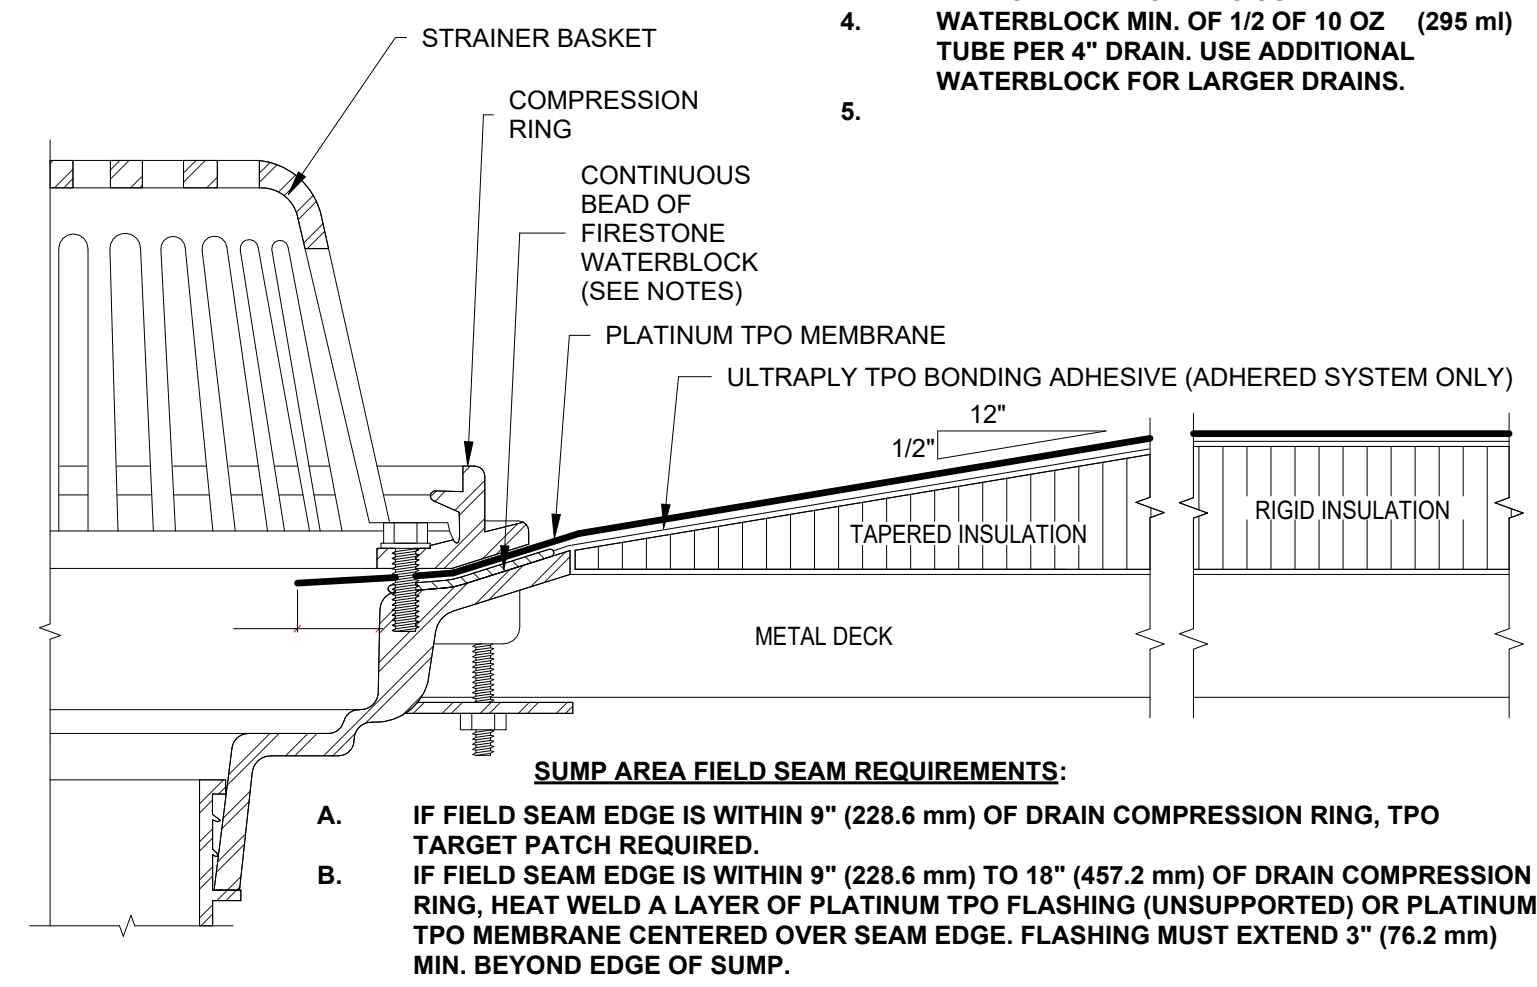 4. WATERBLOCK MIN. OF 1/2 OF 10 OZ (295 ml)
TUBE PER 4" DRAIN. USE ADDITIONAL
WATERBLOCK FOR LARGER DRAINS.
5.
STRAINER BASKET
COMPRESSION
RING
CONTINUOUS
BEAD OF
FIRESTONE
WATERBLOCK
(SEE NOTES)
PLATINUM TPO MEMBRANE
ULTRAPLY TPO BONDING ADHESIVE (ADHERED SYSTEM ONLY)
12"
1/2"
TAPERED INSULATION
RIGID INSULATION
METAL DECK
SUMP AREA FIELD SEAM REQUIREMENTS:
A. IF FIELD SEAM EDGE IS WITHIN 9" (228.6 mm) OF DRAIN COMPRESSION RING, TPO
TARGET PATCH REQUIRED.
B. IF FIELD SEAM EDGE IS WITHIN 9" (228.6 mm) TO 18" (457.2 mm) OF DRAIN COMPRESSION
RING, HEAT WELD A LAYER OF PLATINUM TPO FLASHING (UNSUPPORTED) OR PLATINUM
TPO MEMBRANE CENTERED OVER SEAM EDGE. FLASHING MUST EXTEND 3" (76.2 mm)
MIN. BEYOND EDGE OF SUMP.